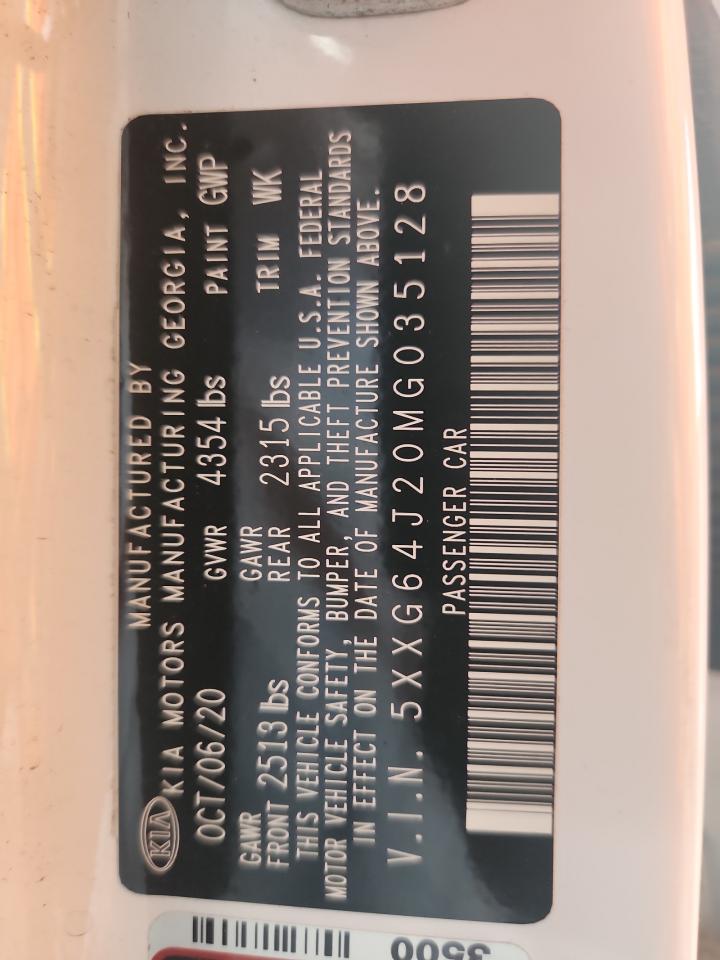 MANUFACTURED BY
KIA KIA MOTORS MANUFACTURING GEORGIA, INC.
OCT/06/20 GVWR 4354 lbs PAINT GWP
GAWR GAWR
FRONT 2513 lbs REAR 2315 lbs TRIM WK
THIS VEHICLE CONFORMS TO ALL APPLICABLE U.S.A. FEDERAL
MOTOR VEHICLE SAFETY, BUMPER, AND THEFT PREVENTION STANDARDS
IN EFFECT ON THE DATE OF MANUFACTURE SHOWN ABOVE.
V.I.N. 5XXG64J20MG035128
PASSENGER CAR
3500